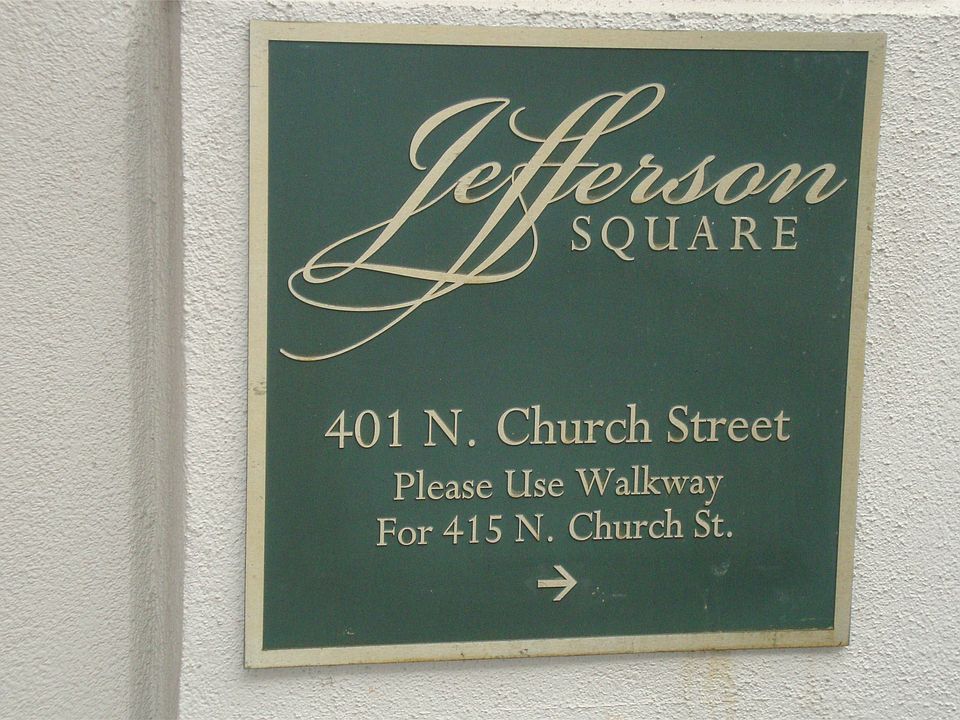 Jefferson
SQUARE
401 N. Church Street
Please Use Walkway
For 415 N. Church St.
→